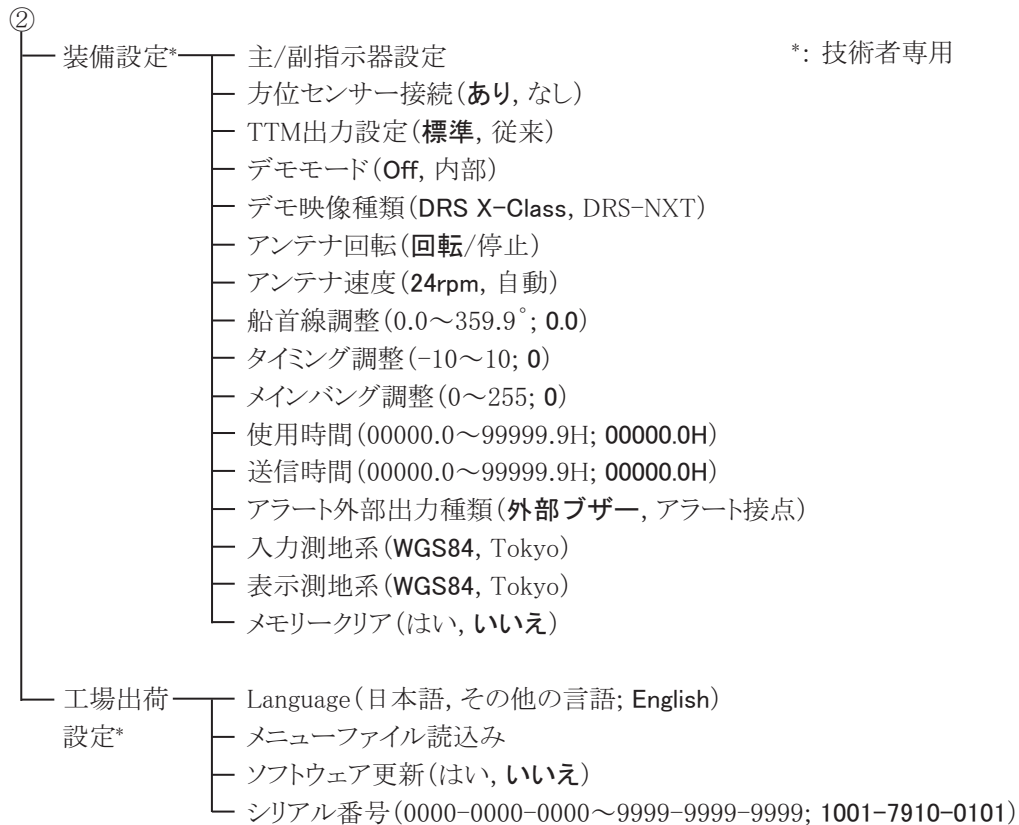 ②
装備設定* 主/副指示器設定 *: 技術者専用
方位センサー接続(あり, なし)
TTM出力設定(標準, 従来)
デモモード(Off, 内部)
デモ映像種類(DRS X-Class, DRS-NXT)
アンテナ回転(回転/停止)
アンテナ速度(24rpm, 自動)
船首線調整(0.0～359.9°; 0.0)
タイミング調整(-10～10; 0)
メインバング調整(0～255; 0)
使用時間(00000.0～99999.9H; 00000.0H)
送信時間(00000.0～99999.9H; 00000.0H)
アラート外部出力種類(外部ブザー, アラート接点)
入力測地系(WGS84, Tokyo)
表示測地系(WGS84, Tokyo)
メモリークリア(はい, いいえ)
工場出荷 Language(日本語, その他の言語; English)
設定* メニューファイル読込み
ソフトウェア更新(はい, いいえ)
シリアル番号(0000-0000-0000～9999-9999-9999; 1001-7910-0101)